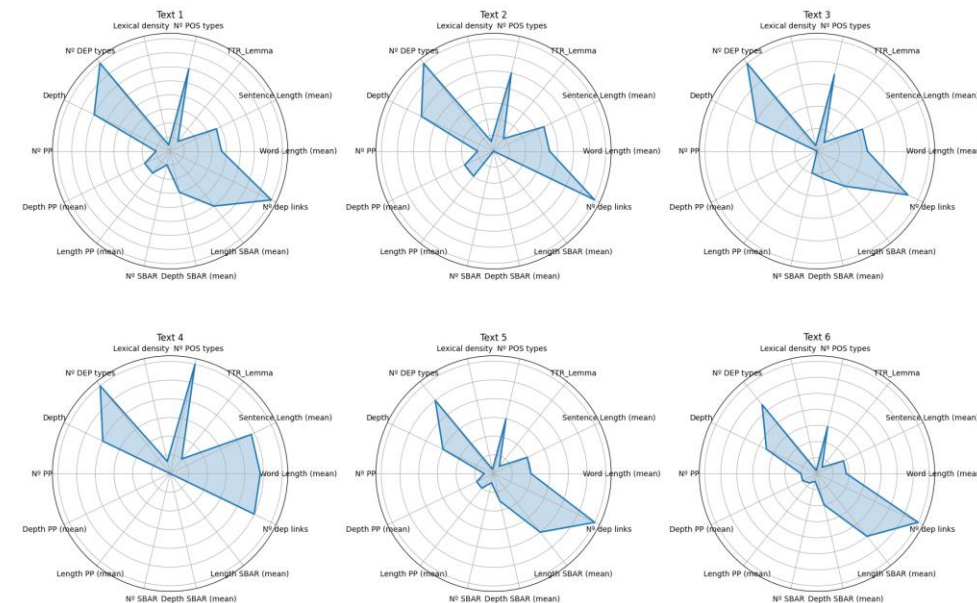 Text 1
Lexical density Nº POS types
Nº DEP types
TTR_Lemma
Depth
Sentence Length (mean)
Nº PP
Word Length (mean)
Depth PP (mean)
Nº dep links
Length PP (mean)
Length SBAR (mean)
Nº SBAR Depth SBAR (mean)
Text 2
Lexical density Nº POS types
Nº DEP types
TTR_Lemma
Depth
Sentence Length (mean)
Nº PP
Word Length (mean)
Depth PP (mean)
Nº dep links
Length PP (mean)
Length SBAR (mean)
Nº SBAR Depth SBAR (mean)
Text 3
Lexical density Nº POS types
Nº DEP types
TTR_Lemma
Depth
Sentence Length (mean)
Nº PP
Word Length (mean)
Depth PP (mean)
Nº dep links
Length PP (mean)
Length SBAR (mean)
Nº SBAR Depth SBAR (mean)
Text 4
Lexical density Nº POS types
Nº DEP types
TTR_Lemma
Depth
Sentence Length (mean)
Nº PP
Word Length (mean)
Depth PP (mean)
Nº dep links
Length PP (mean)
Length SBAR (mean)
Nº SBAR Depth SBAR (mean)
Text 5
Lexical density Nº POS types
Nº DEP types
TTR_Lemma
Depth
Sentence Length (mean)
Nº PP
Word Length (mean)
Depth PP (mean)
Nº dep links
Length PP (mean)
Length SBAR (mean)
Nº SBAR Depth SBAR (mean)
Text 6
Lexical density Nº POS types
Nº DEP types
TTR_Lemma
Depth
Sentence Length (mean)
Nº PP
Word Length (mean)
Depth PP (mean)
Nº dep links
Length PP (mean)
Length SBAR (mean)
Nº SBAR Depth SBAR (mean)